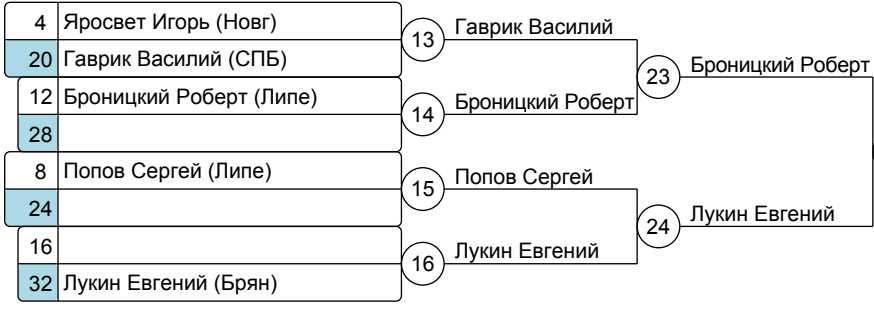 4 Яросвет Игорь (Новг)
20 Гаврик Василий (СПБ)
13 Гаврик Василий
12 Броницкий Роберт (Липе)
28
14 Броницкий Роберт
23 Броницкий Роберт
8 Попов Сергей (Липе)
24
15 Попов Сергей
16
32 Лукин Евгений (Брян)
16 Лукин Евгений
24 Лукин Евгений